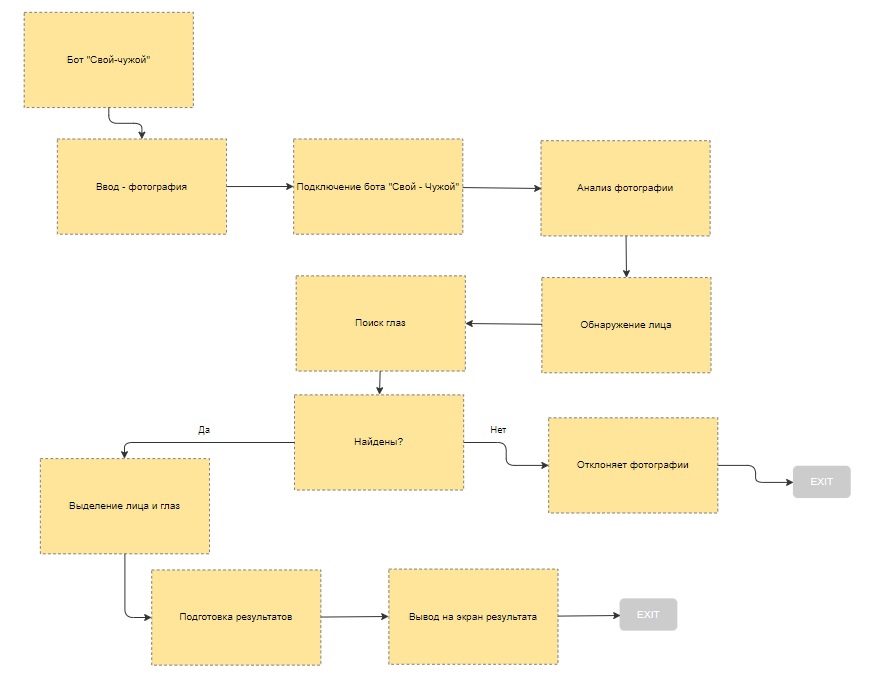 Бот "Свой-чужой"
Ввод - фотография
Подключение бота "Свой - Чужой"
Анализ фотографии
Поиск глаз
Обнаружение лица
Да
Найдены?
Нет
Отклоняет фотографии
EXIT
Выделение лица и глаз
Подготовка результатов
Вывод на экран результата
EXIT